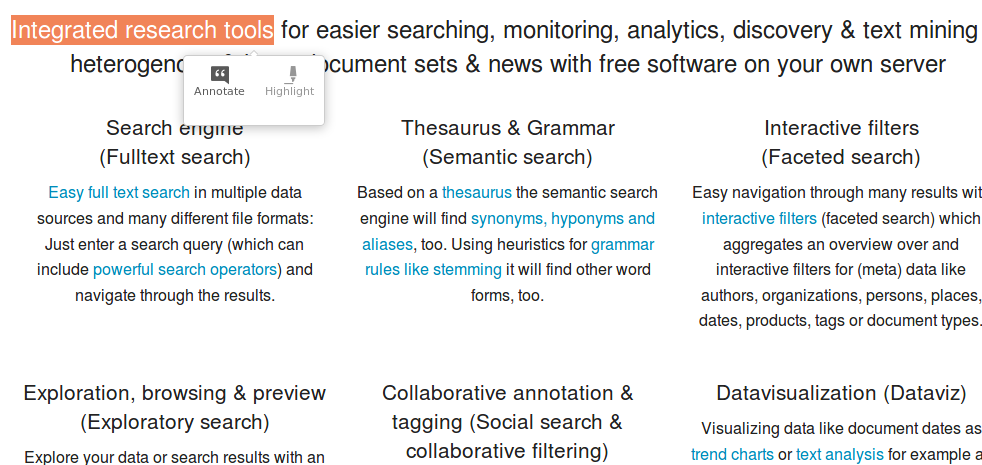 Integrated research tools for easier searching, monitoring, analytics, discovery & text mining
document sets & news with free software on your own server
Annotate Highlight
Search engine
(Fulltext search)
Easy full text search in multiple data
sources and many different file formats:
Just enter a search query (which can
include powerful search operators) and
navigate through the results.
Thesaurus & Grammar
(Semantic search)
Based on a thesaurus the semantic search
engine will find synonyms, hyponyms and
aliases, too. Using heuristics for grammar
rules like stemming it will find other word
forms, too.
Interactive filters
(Faceted search)
Easy navigation through many results wit
interactive filters (faceted search) which
aggregates an overview over and
interactive filters for (meta) data like
authors, organizations, persons, places,
dates, products, tags or document types.
Exploration, browsing & preview
(Exploratory search)
Explore your data or search results with an
Collaborative annotation &
tagging (Social search &
collaborative filtering)
Datavisualization (Dataviz)
Visualizing data like document dates as
trend charts or text analysis for example a